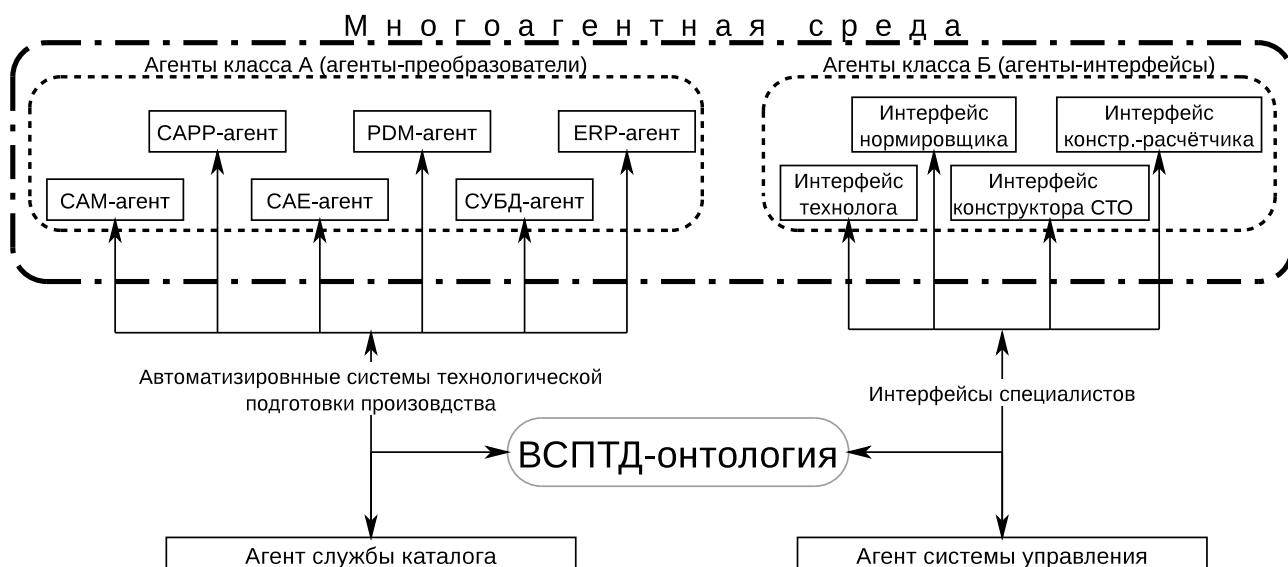 Многоагентная среда
Агенты класса А (агенты-преобразователи)
Агенты класса Б (агенты-интерфейсы)
CAPP-агент
PDM-агент
ERP-агент
CAM-агент
CAE-агент
СУБД-агент
Интерфейс
нормировщика
Интерфейс
констр.-расчётчика
Интерфейс
технолога
Интерфейс
конструктора СТО
Автоматизировнные системы технологической
подготовки произовдства
Интерфейсы специалистов
ВСПТД-онтология
Агент службы каталога
Агент системы управления